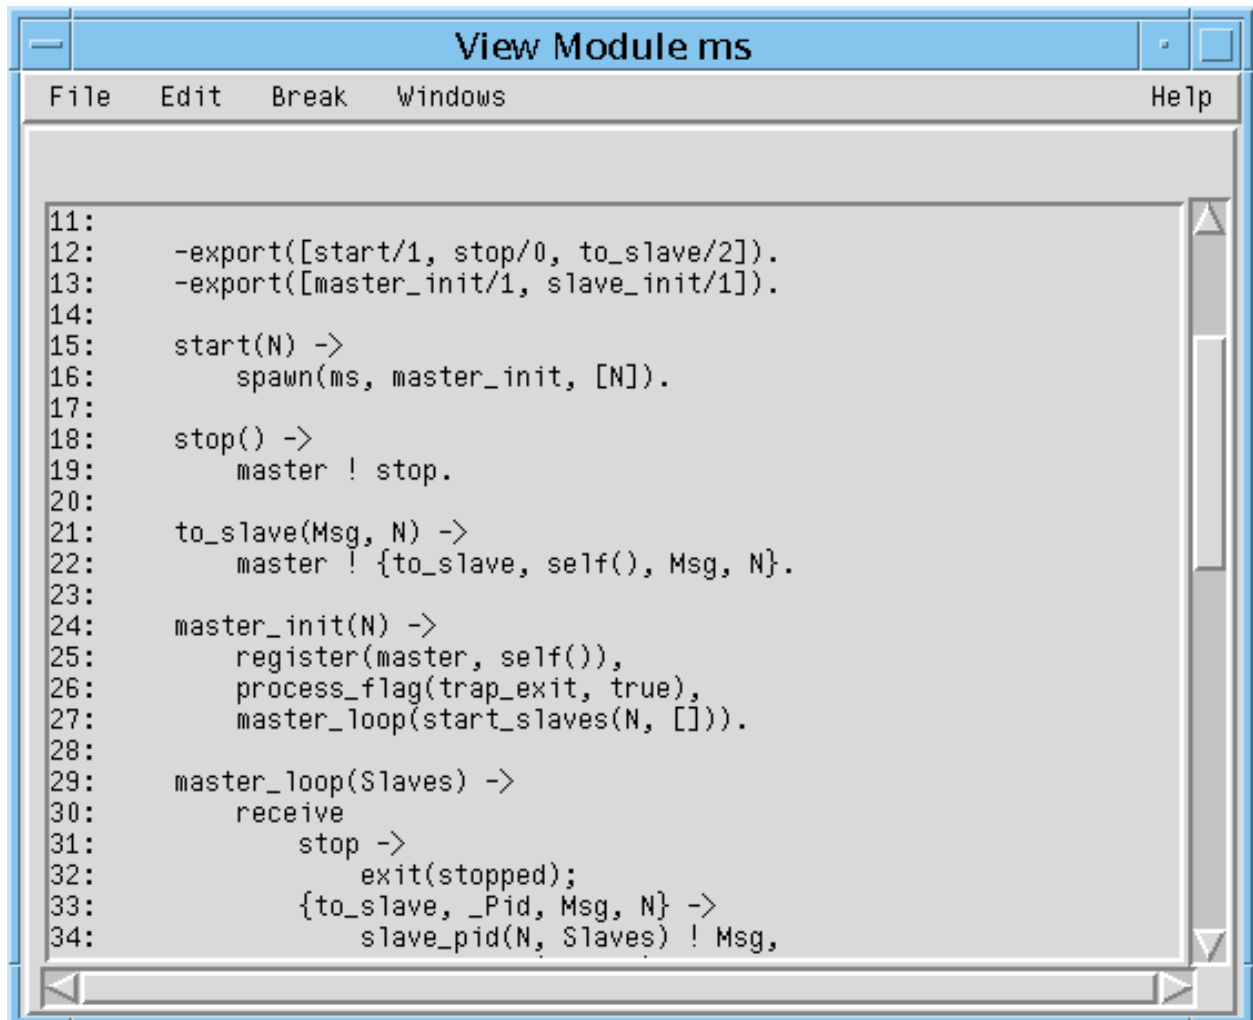 View Module ms
File Edit Break Windows Help
11:
12: -export([start/1, stop/0, to_slave/2]).
13: -export([master_init/1, slave_init/1]).
14:
15: start(N) ->
16: spawn(ms, master_init, [N]).
17:
18: stop() ->
19: master ! stop.
20:
21: to_slave(Msg, N) ->
22: master ! {to_slave, self(), Msg, N}.
23:
24: master_init(N) ->
25: register(master, self()),
26: process_flag(trap_exit, true),
27: master_loop(start_slaves(N, [])).
28:
29: master_loop(Slaves) ->
30: receive
31: stop ->
32: exit(stopped);
33: {to_slave, _Pid, Msg, N} ->
34: slave_pid(N, Slaves) ! Msg,